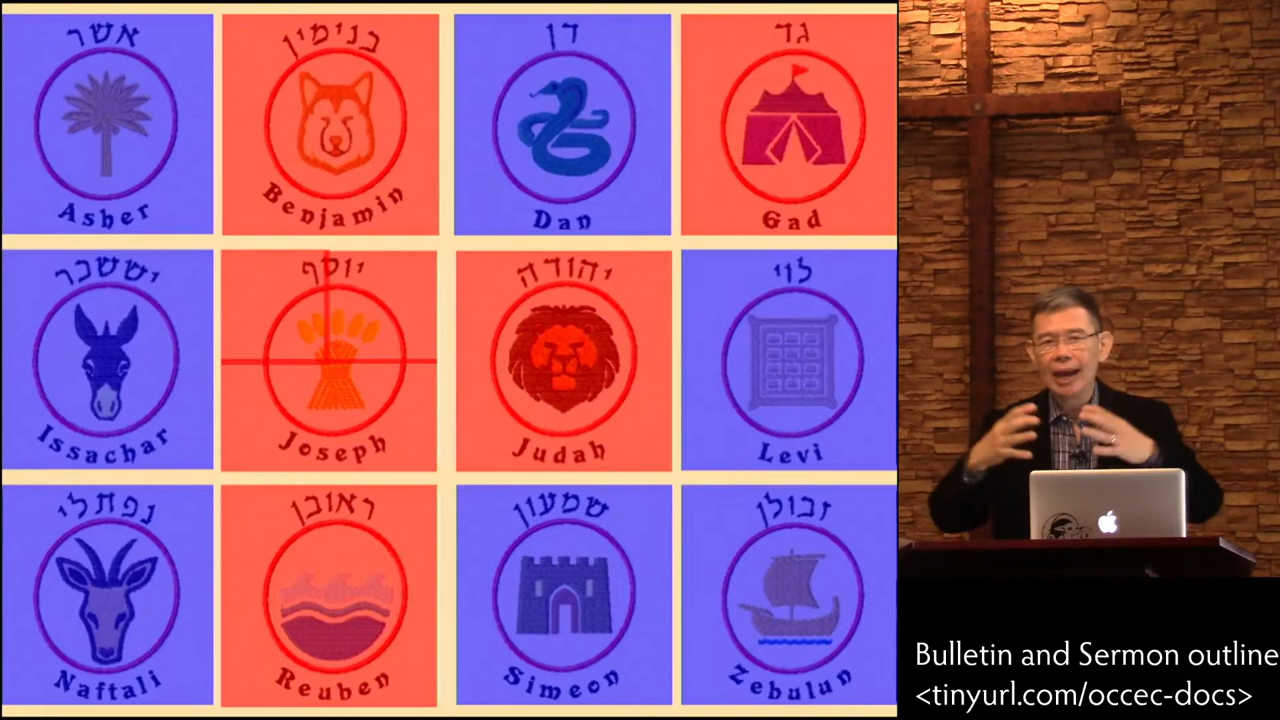 אשר
Asher
בנימין
Benjamin
דן
Dan
גד
Gad
יששכר
Issachar
יוסף
Joseph
יהודה
Judah
לוי
Levi
נפתלי
Naftali
ראובן
Reuben
שמעון
Simeon
זבולן
Zebulun
Bulletin and Sermon outline
<tinyurl.com/occec-docs>